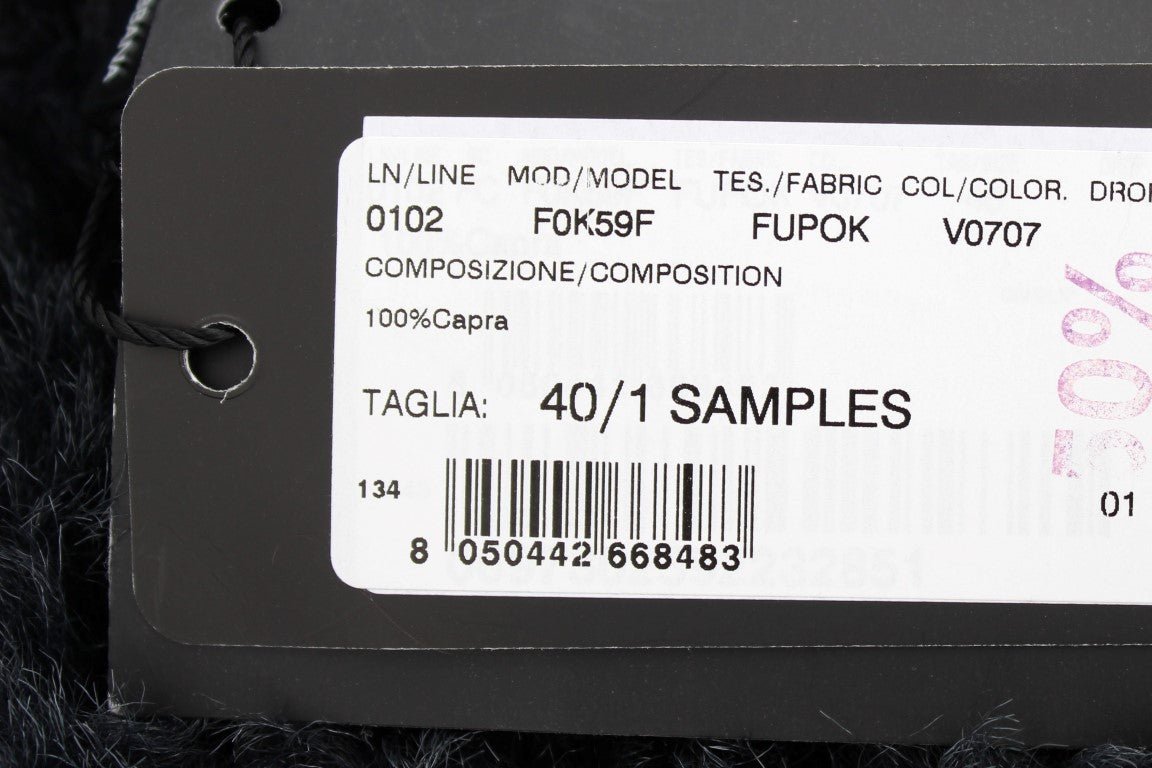 LN/LINE MOD/MODEL TES./FABRIC COL/COLOR.
0102 F0K59F FUPOK V0707
COMPOSIZIONE/COMPOSITION
100%Capra
TAGLIA: 40/1 SAMPLES
50%
134
01
8 050442 668483